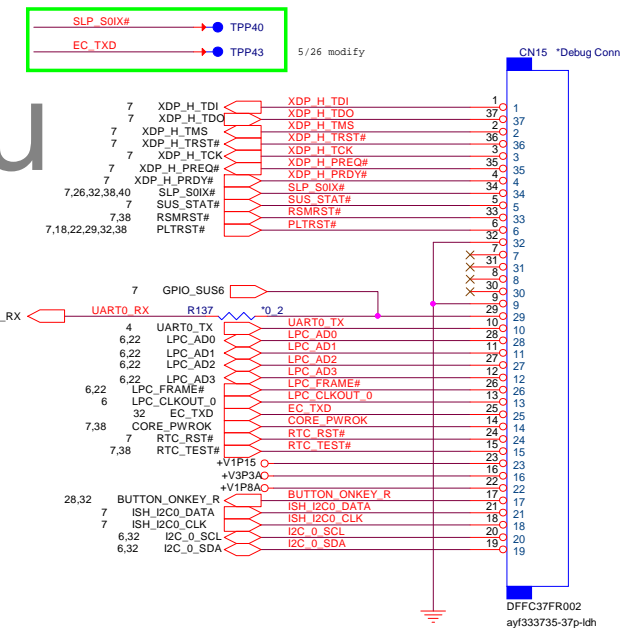 SLP_S0IX# TPP40
EC_TXD TPP43
5/26 modify
CN15 *Debug Conn
u
7 XDP_H_TDI XDP_H_TDI 1 1
7 XDP_H_TDO XDP_H_TDO 37 37
7 XDP_H_TMS XDP_H_TMS 2 2
7 XDP_H_TRST# XDP_H_TRST# 36 36
7 XDP_H_TCK XDP_H_TCK 3 3
7 XDP_H_PREQ# XDP_H_PREQ# 35 35
7 XDP_H_PRDY# XDP_H_PRDY# 4 4
7,26,32,38,40 SLP_S0IX# SLP_S0IX# 34 34
7 SUS_STAT# SUS_STAT# 5 5
7,38 RSMRST# RSMRST# 33 33
7,18,22,29,32,38 PLTRST# PLTRST# 6 6
32 32
7 7
31 31
8 8
7 GPIO_SUS6 30 30
9 9
_RX UART0_RX R137 *0_2 29 29
4 UART0_TX UART0_TX 10 10
6,22 LPC_AD0 LPC_AD0 28 28
6,22 LPC_AD1 LPC_AD1 11 11
6,22 LPC_AD2 LPC_AD2 27 27
6,22 LPC_AD3 LPC_AD3 12 12
6,22 LPC_FRAME# LPC_FRAME# 26 26
6 LPC_CLKOUT_0 LPC_CLKOUT_0 13 13
32 EC_TXD EC_TXD 25 25
7,38 CORE_PWROK CORE_PWROK 14 14
7 RTC_RST# RTC_RST# 24 24
7,38 RTC_TEST# RTC_TEST# 15 15
+V1P15 23 23
+V3P3A 16 16
+V1P8A 22 22
28,32 BUTTON_ONKEY_R BUTTON_ONKEY_R 17 17
7 ISH_I2C0_DATA ISH_I2C0_DATA 21 21
7 ISH_I2C0_CLK ISH_I2C0_CLK 18 18
6,32 I2C_0_SCL I2C_0_SCL 20 20
6,32 I2C_0_SDA I2C_0_SDA 19 19
DFFC37FR002
ayf333735-37p-ldh